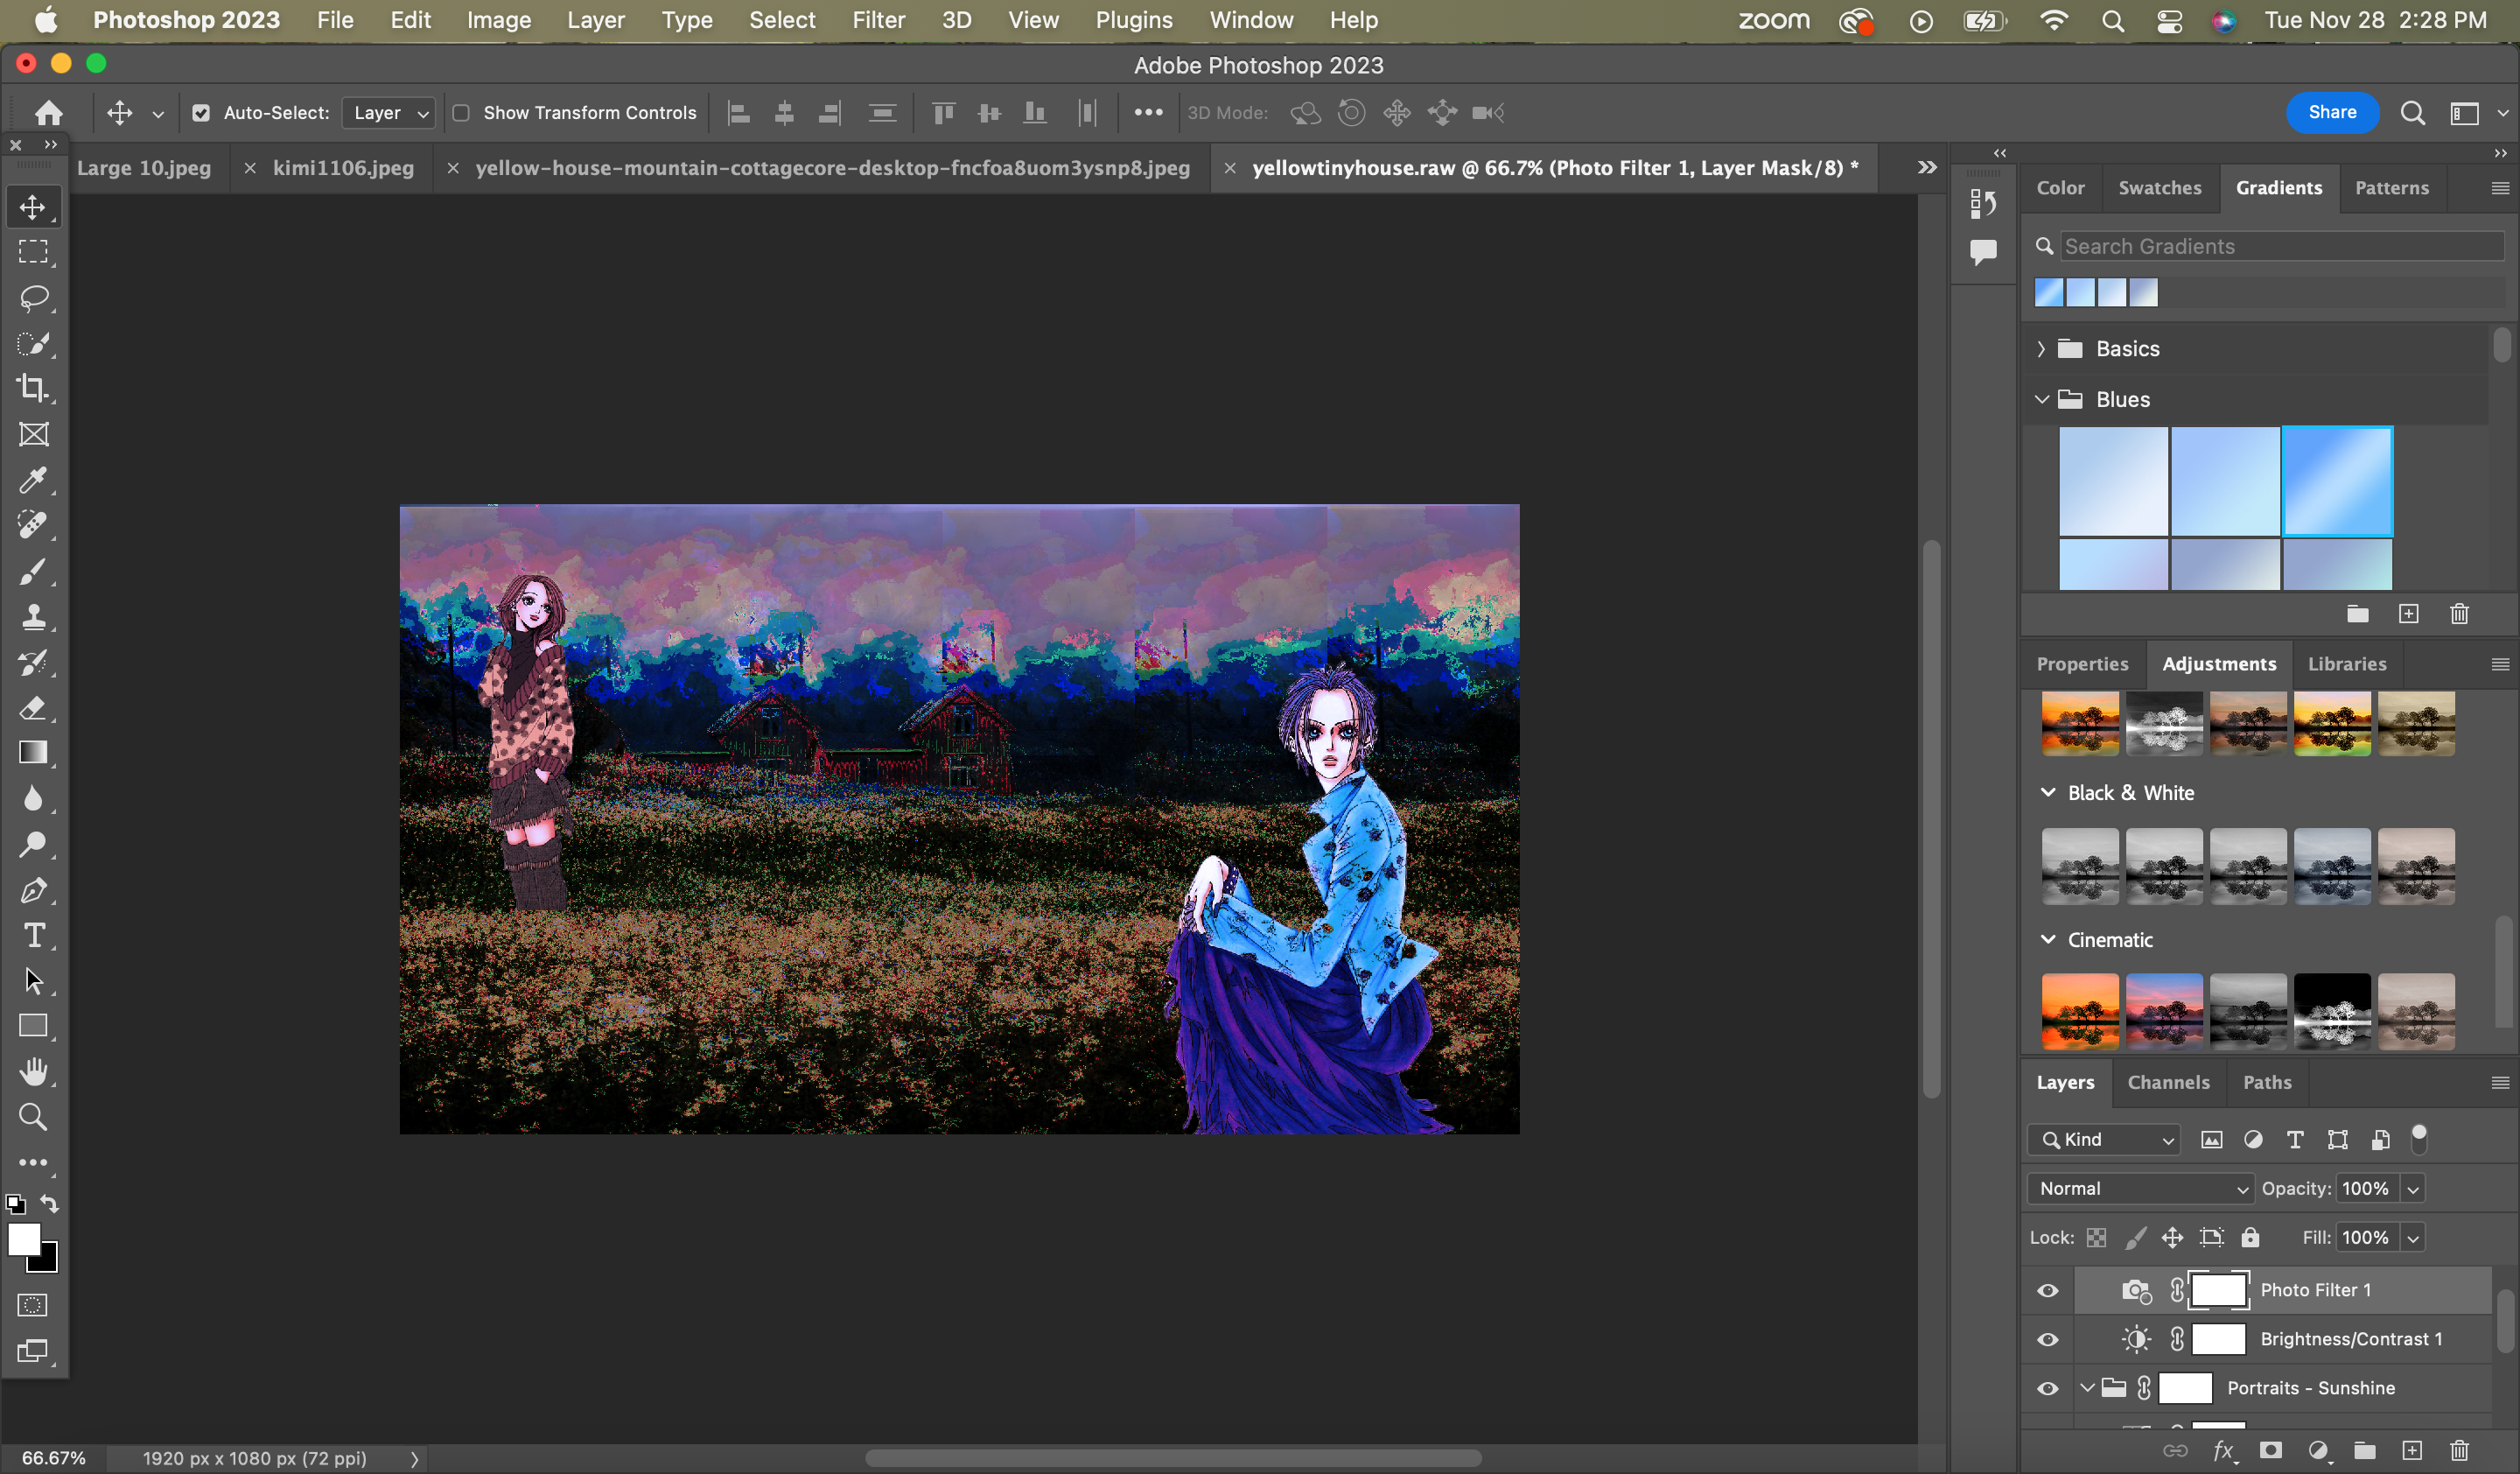 Photoshop 2023 File Edit Image Layer Type Select Filter 3D View Plugins Window Help zoom Tue Nov 28 2:28 PM
Adobe Photoshop 2023
Auto-Select: Layer Show Transform Controls 3D Mode: Share
Large 10.jpeg kimi1106.jpeg yellow-house-mountain-cottagecore-desktop-fncfoa8uom3ysnp8.jpeg yellowtinyhouse.raw @ 66.7% (Photo Filter 1, Layer Mask/8) *
Color Swatches Gradients Patterns
Search Gradients
Basics
Blues
Properties Adjustments Libraries
Black & White
Cinematic
Layers Channels Paths
Kind
Normal Opacity: 100%
Lock: Fill: 100%
Photo Filter 1
Brightness/Contrast 1
Portraits - Sunshine
fx
66.67% 1920 px x 1080 px (72 ppi)